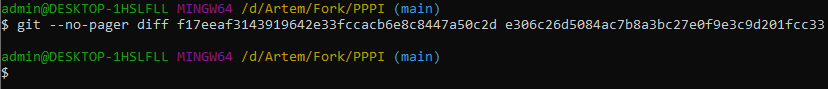 admin@DESKTOP-1HSLFLL MINGW64 /d/Artem/Fork/PPPI (main)
$ git --no-pager diff f17eeaf3143919642e33fccacb6e8c8447a50c2d e306c26d5084ac7b8a3bc27e0f9e3c9d201fcc33
admin@DESKTOP-1HSLFLL MINGW64 /d/Artem/Fork/PPPI (main)
$